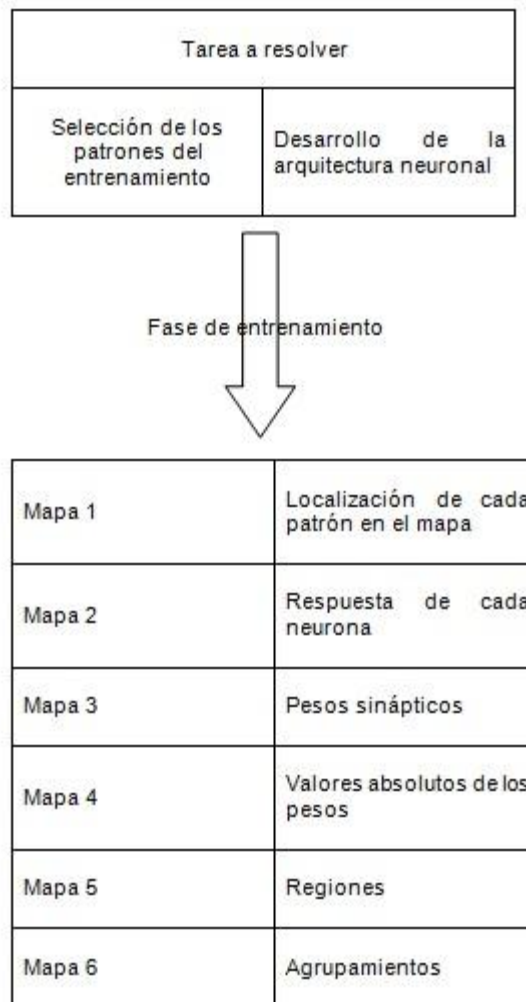 Tarea a resolver
Selección de los
patrones del
entrenamiento
Desarrollo de la
arquitectura neuronal
Fase de entrenamiento
Mapa 1
Localización de cada
patrón en el mapa
Mapa 2
Respuesta de cada
neurona
Mapa 3
Pesos sinápticos
Mapa 4
Valores absolutos de los
pesos
Mapa 5
Regiones
Mapa 6
Agrupamientos